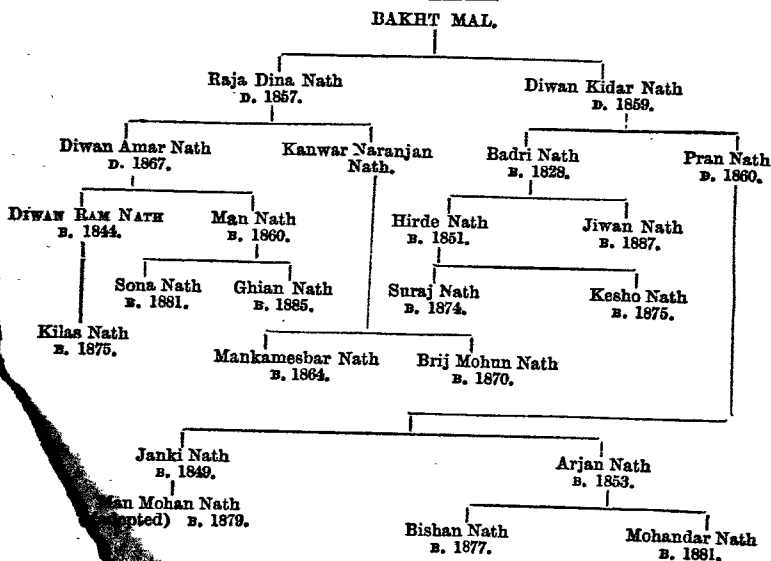 BAKHT MAL.
Raja Dina Nath
D. 1857.
Diwan Kidar Nath
D. 1859.
Diwan Amar Nath
D. 1867.
Kanwar Naranjan
Nath.
Badri Nath
B. 1828.
Pran Nath
D. 1860.
DIWAN RAM NATH
B. 1844.
Man Nath
B. 1860.
Hirde Nath
B. 1851.
Jiwan Nath
B. 1887.
Sona Nath
B. 1881.
Ghian Nath
B. 1885.
Suraj Nath
B. 1874.
Kesho Nath
B. 1875.
Kilas Nath
B. 1875.
Mankamesbar Nath
B. 1864.
Brij Mohun Nath
B. 1870.
Janki Nath
B. 1849.
Arjan Nath
B. 1853.
Man Mohan Nath
(adopted) B. 1879.
Bishan Nath
B. 1877.
Mohandar Nath
B. 1881.